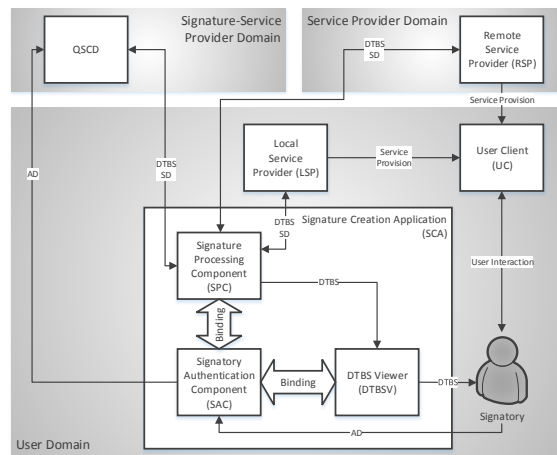 Signature-Service
Provider Domain
Service Provider Domain
QSCD
DTBS
SD
Remote
Service
Provider (RSP)
Service Provision
AD
DTBS
SD
Local
Service
Provider (LSP)
Service
Provision
User Client
(UC)
DTBS
SD
Signature Creation Application
(SCA)
Signature
Processing
Component
(SPC)
User Interaction
DTBS
Binding
Signatory
Authentication
Component
(SAC)
Binding
DTBS Viewer
(DTBSV)
DTBS
Signatory
AD
User Domain